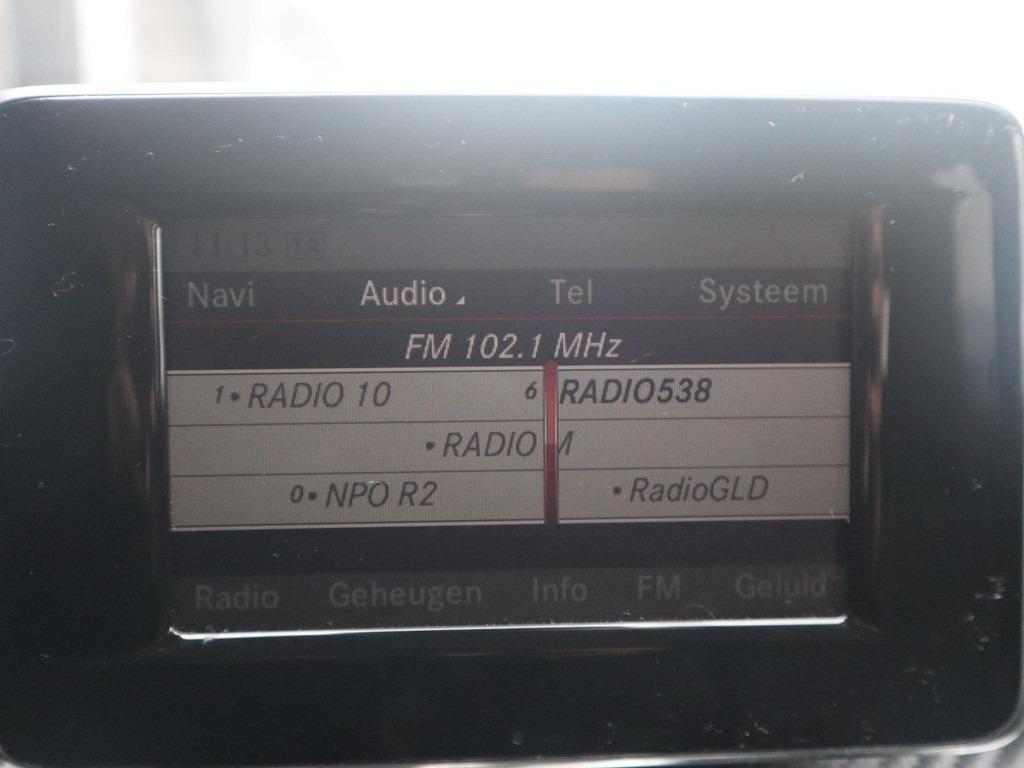 11:13 TA
Navi Audio Tel Systeem
FM 102.1 MHz
1•RADIO 10 6 RADIO538
•RADIO M
0•NPO R2 •RadioGLD
Radio Geheugen Info FM Geluid